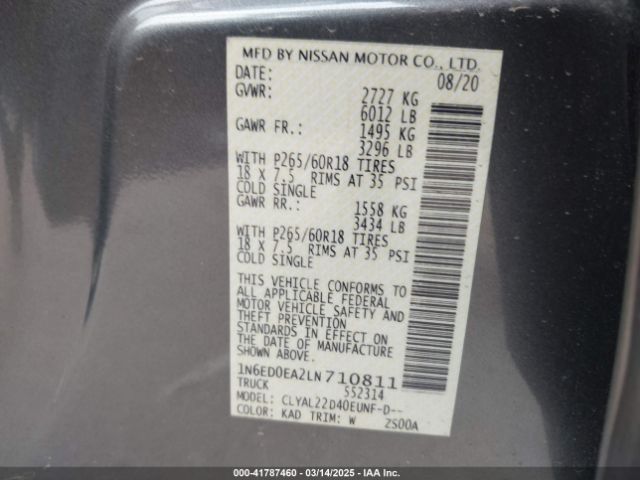 MFD BY NISSAN MOTOR CO., LTD.
DATE: 08/20
GVWR: 2727 KG
6012 LB
GAWR FR.: 1495 KG
3296 LB
WITH P265/60R18 TIRES
18 X 7.5 RIMS AT 35 PSI
COLD SINGLE
GAWR RR.: 1558 KG
3434 LB
WITH P265/60R18 TIRES
18 X 7.5 RIMS AT 35 PSI
COLD SINGLE
THIS VEHICLE CONFORMS TO
ALL APPLICABLE FEDERAL
MOTOR VEHICLE SAFETY AND
THEFT PREVENTION
STANDARDS IN EFFECT ON
THE DATE OF MANUFACTURE
SHOWN ABOVE.
1N6ED0EA2LN710811
TRUCK 552314
MODEL: CLYAL22D40EUNF-D--
COLOR: KAD TRIM: W 2S00A
000-41787460 - 03/14/2025 - IAA Inc.